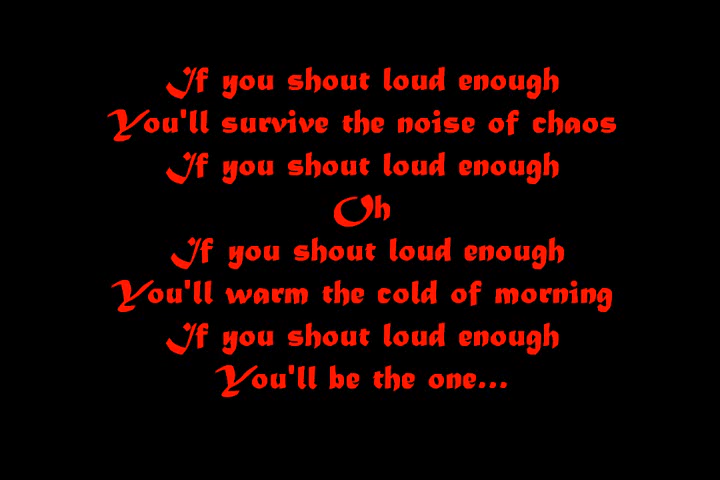 If you shout loud enough
You'll survive the noise of chaos
If you shout loud enough
Oh
If you shout loud enough
You'll warm the cold of morning
If you shout loud enough
You'll be the one...